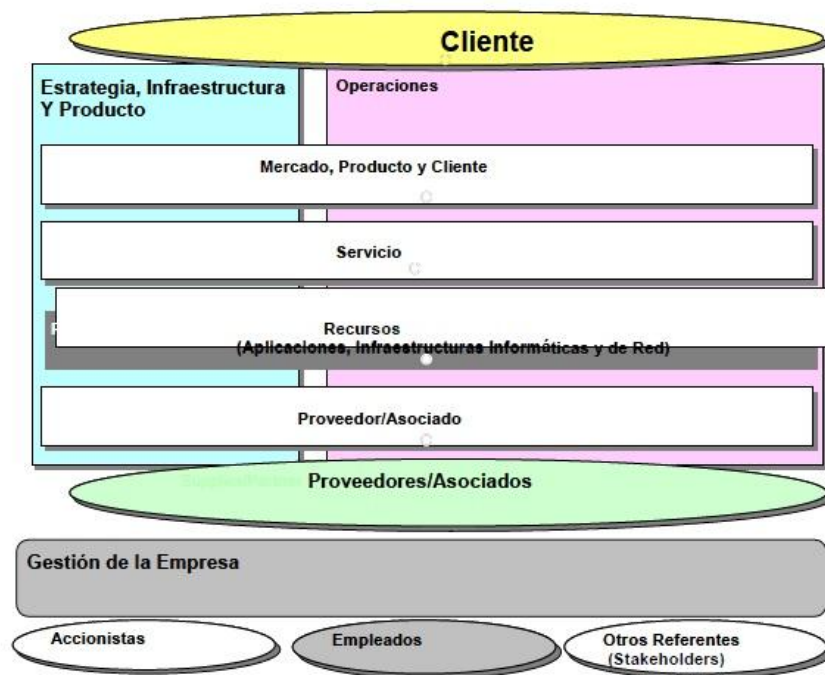 Cliente
Estrategia, Infraestructura
Y Producto
Operaciones
Mercado, Producto y Cliente
Servicio
Recursos
(Aplicaciones, Infraestructuras Informáticas y de Red)
Proveedor/Asociado
Proveedores/Asociados
Gestión de la Empresa
Accionistas
Empleados
Otros Referentes
(Stakeholders)